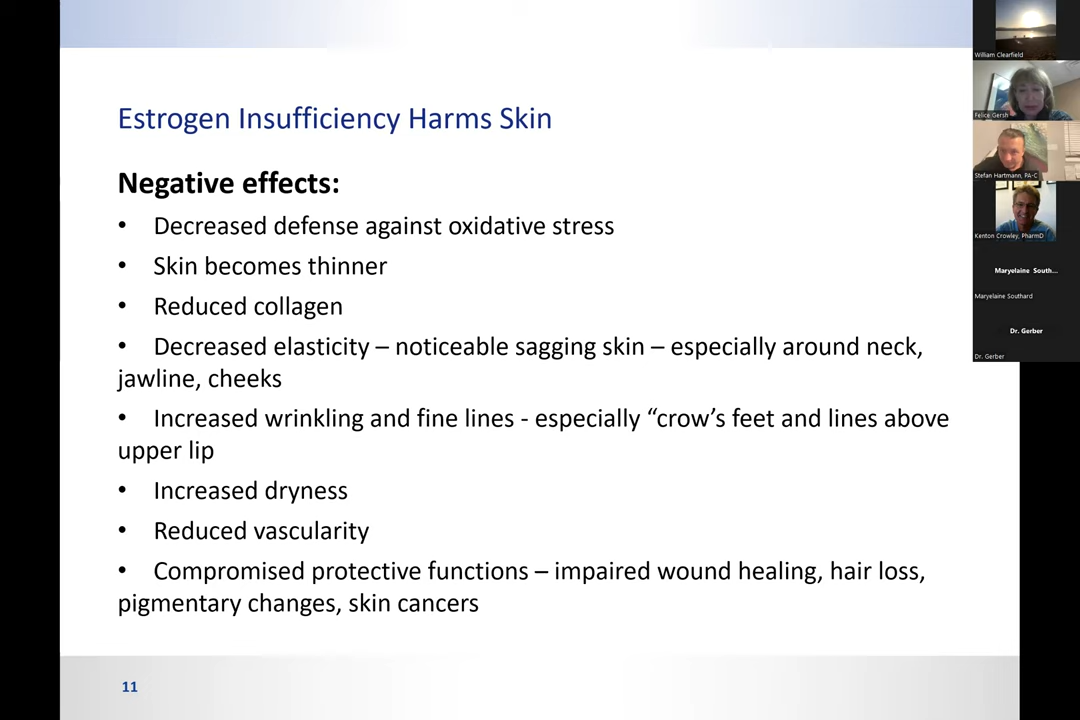 Estrogen Insufficiency Harms Skin
Negative effects:
• Decreased defense against oxidative stress
• Skin becomes thinner
• Reduced collagen
• Decreased elasticity – noticeable sagging skin – especially around neck,
jawline, cheeks
• Increased wrinkling and fine lines - especially “crow’s feet and lines above
upper lip
• Increased dryness
• Reduced vascularity
• Compromised protective functions – impaired wound healing, hair loss,
pigmentary changes, skin cancers
11
William Clearfield
Felice Gersh
Stefan Hartmann, PA-C
Kenton Crowley, PharmD
Maryelaine South...
Maryelaine Southard
Dr. Gerber
Dr. Gerber